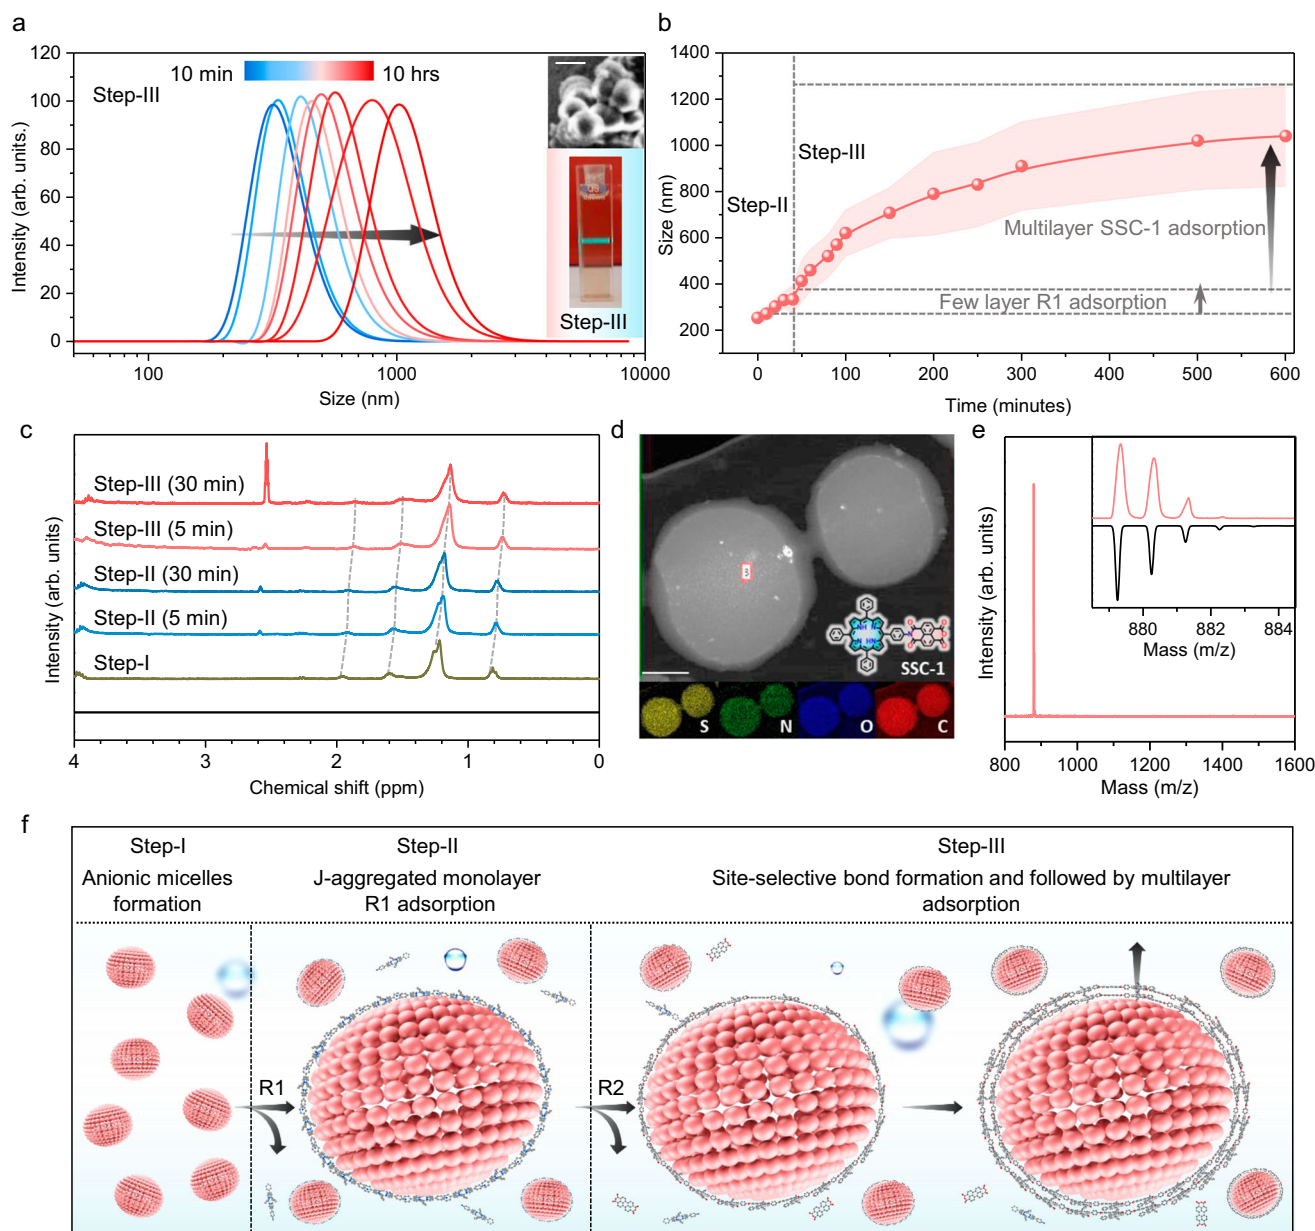 a
120
100
80
60
40
20
0
Intensity (arb. units.)
Step-III
10 min
10 hrs
Step-III
100
1000
10000
Size (nm)
b
1400
1200
1000
800
600
400
200
Size (nm)
Step-III
Step-II
Multilayer SSC-1 adsorption
Few layer R1 adsorption
0
100
200
300
400
500
600
Time (minutes)
c
Intensity (arb. units)
Step-III (30 min)
Step-III (5 min)
Step-II (30 min)
Step-II (5 min)
Step-I
4
3
2
1
0
Chemical shift (ppm)
d
3
SSC-1
S
N
O
C
e
Intensity (arb. units)
880
882
884
Mass (m/z)
800
1000
1200
1400
1600
Mass (m/z)
f
Step-I
Anionic micelles
formation
Step-II
J-aggregated monolayer
R1 adsorption
Step-III
Site-selective bond formation and followed by multilayer
adsorption
R1
R2